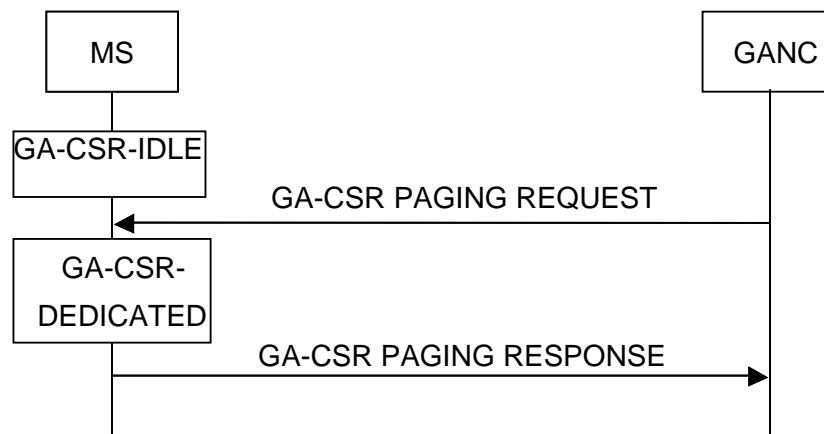 MS
GANC
GA-CSR-IDLE
GA-CSR PAGING REQUEST
GA-CSR-
DEDICATED
GA-CSR PAGING RESPONSE